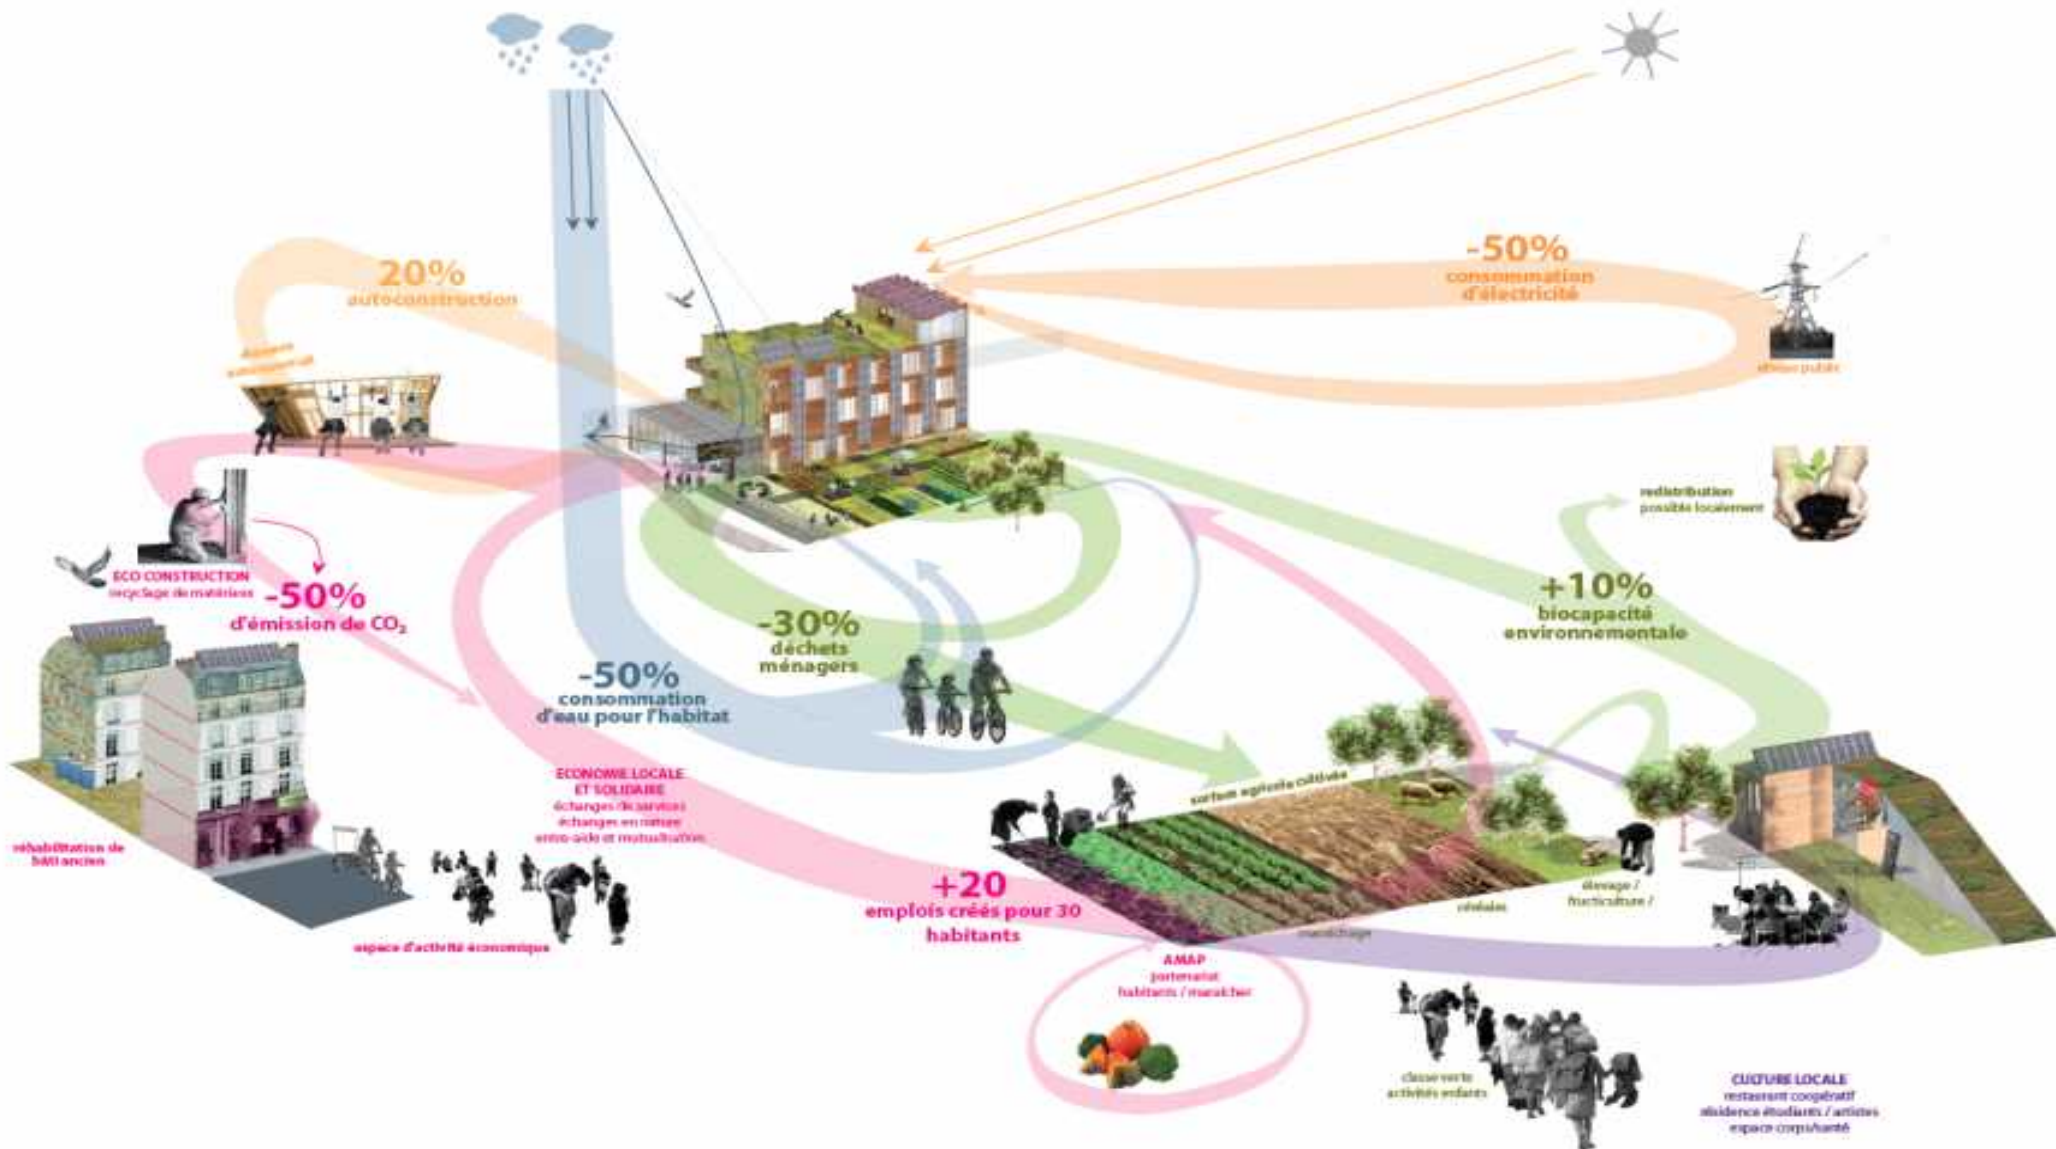 20%
autoconstruction
-50%
consommation
d'électricité
réseau public
redistribution
possible localement
ECO CONSTRUCTION
recyclage de matériaux
-50%
d'émission de CO₂
-30%
déchets
ménagers
+10%
biocapacité
environnementale
-50%
consommation
d'eau pour l'habitat
ECONOMIE LOCALE
ET SOLIDAIRE
échanges de services
échanges en nature
entre-aide et mutualisation
surface agricole cultivée
réhabilitation de
bâti ancien
espace d'activité économique
+20
emplois créés pour 30
habitants
élevage /
fructiculture /
céréales
maraîchage
AMAP
partenariat
habitants / maraîcher
classe verte
activités enfants
CULTURE LOCALE
restaurant coopératif
résidence étudiants / artistes
espace corps/santé